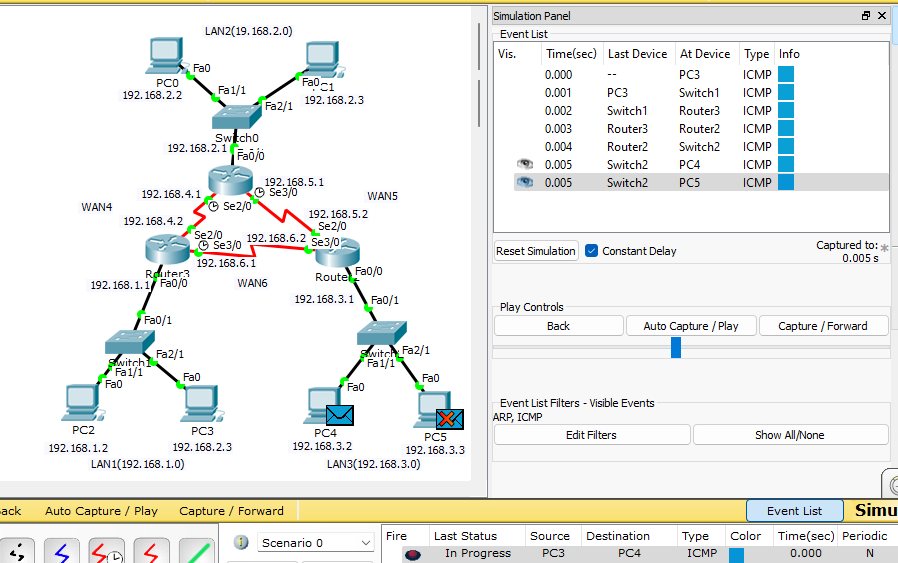 LAN2(19.168.2.0)
Fa0
PC0
192.168.2.2
Fa0
C1
192.168.2.3
Fa1/1
Fa2/1
Switch0
192.168.2.1
Fa0/0
192.168.5.1
Se3/0
192.168.4.1
Se2/0
WAN5
WAN4
192.168.4.2
192.168.5.2
Se2/0
Se2/0
Se3/0
192.168.6.2
Se3/0
192.168.6.1
Router3
Fa0/0
192.168.1.1
WAN6
Route
Fa0/0
192.168.3.1
Fa0/1
Fa0/1
Switch1
Fa2/1
Fa1/1
Fa0
Fa0
Switch
Fa2/1
Fa1/1
Fa0
Fa0
PC2
192.168.1.2
PC3
192.168.2.3
PC4
192.168.3.2
PC5
192.168.3.3
LAN1(192.168.1.0)
LAN3(192.168.3.0)
Simulation Panel
Event List
Vis. Time(sec) Last Device At Device Type Info
0.000 -- PC3 ICMP
0.001 PC3 Switch1 ICMP
0.002 Switch1 Router3 ICMP
0.003 Router3 Router2 ICMP
0.004 Router2 Switch2 ICMP
0.005 Switch2 PC4 ICMP
0.005 Switch2 PC5 ICMP
Reset Simulation Constant Delay
Captured to: *
0.005 s
Play Controls
Back Auto Capture / Play Capture / Forward
Event List Filters - Visible Events
ARP, ICMP
Edit Filters Show All/None
ack Auto Capture / Play Capture / Forward Event List Simu
Scenario 0
Fire Last Status Source Destination Type Color Time(sec) Periodic
In Progress PC3 PC4 ICMP 0.000 N